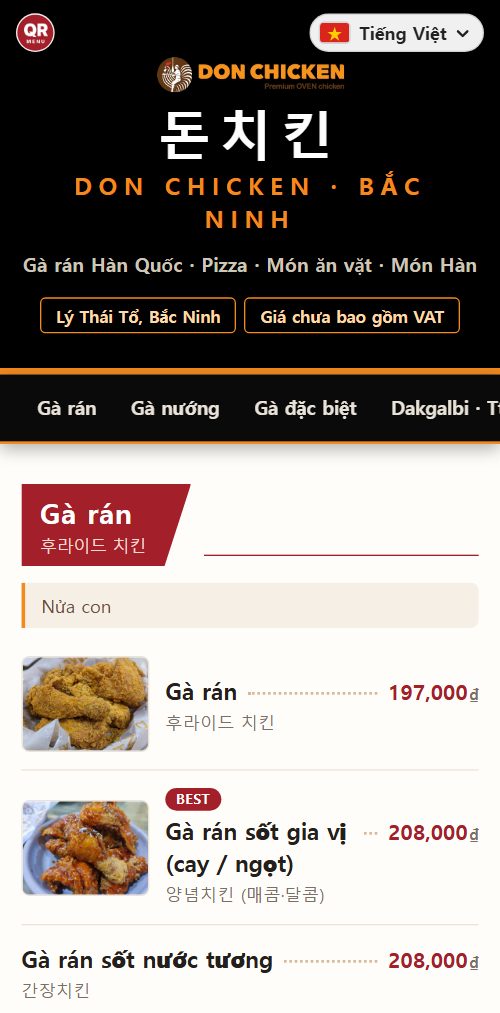 QR
MENU
Tiếng Việt
DON CHICKEN
Premium OVEN chicken
돈치킨
DON CHICKEN · BẮC
NINH
Gà rán Hàn Quốc · Pizza · Món ăn vặt · Món Hàn
Lý Thái Tổ, Bắc Ninh
Giá chưa bao gồm VAT
Gà rán
Gà nướng
Gà đặc biệt
Dakgalbi ·
Gà rán
후라이드 치킨
Nửa con
Gà rán 197,000₫
후라이드 치킨
BEST
Gà rán sốt gia vị 208,000₫
(cay / ngọt)
양념치킨 (매콤·달콤)
Gà rán sốt nước tương 208,000₫
간장치킨